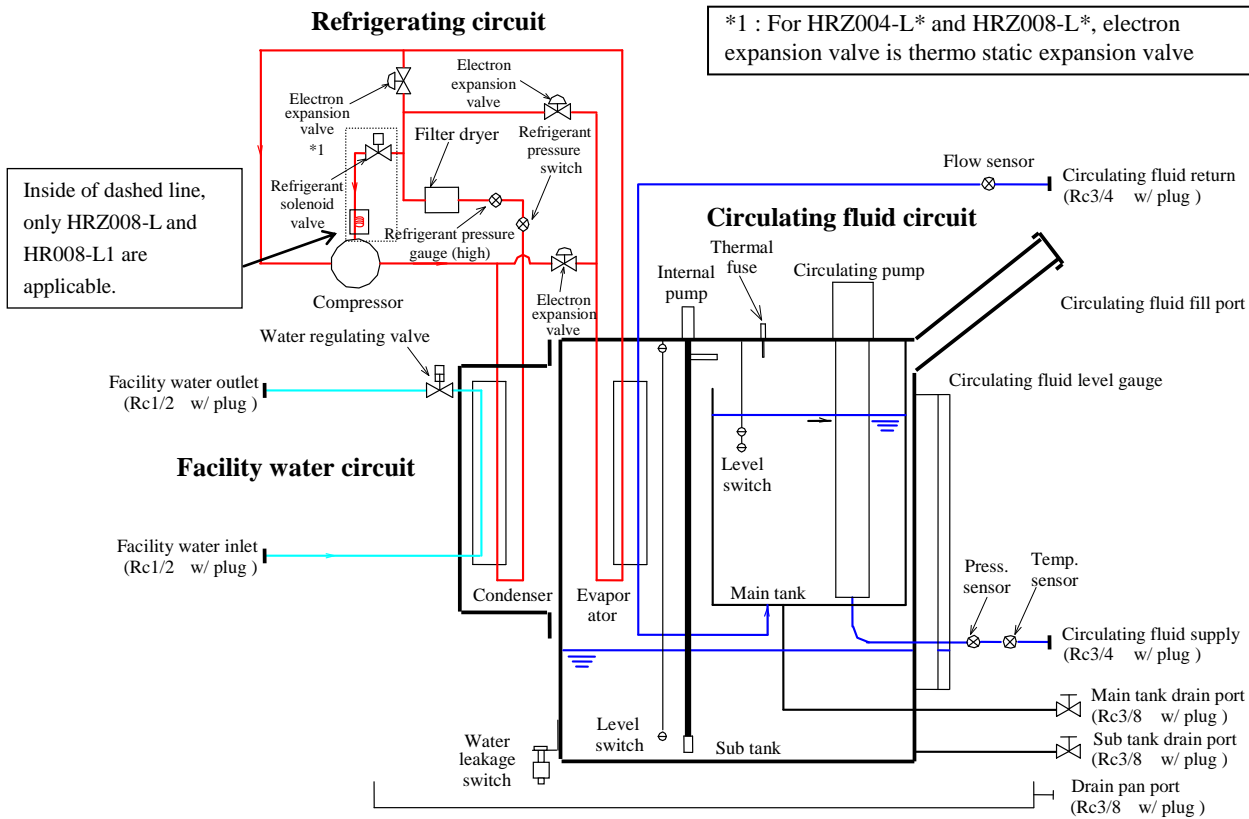 Refrigerating circuit
*1 : For HRZ004-L* and HRZ008-L*, electron
expansion valve is thermo static expansion valve
Electron
expansion
valve
Electron
expansion
valve
*1
Filter dryer
Refrigerant
pressure
switch
Inside of dashed line,
only HRZ008-L and
HR008-L1 are
applicable.
Refrigerant
solenoid
valve
Refrigerant pressure
gauge (high)
Compressor
Electron
expansion
valve
Flow sensor
Circulating fluid return
(Rc3/4 w/ plug )
Circulating fluid circuit
Internal
pump
Thermal
fuse
Circulating pump
Circulating fluid fill port
Water regulating valve
Facility water outlet
(Rc1/2 w/ plug )
Circulating fluid level gauge
Facility water circuit
Level
switch
Facility water inlet
(Rc1/2 w/ plug )
Condenser
Evapor
ator
Main tank
Press.
sensor
Temp.
sensor
Circulating fluid supply
(Rc3/4 w/ plug )
Main tank drain port
(Rc3/8 w/ plug )
Level
switch
Sub tank
Sub tank drain port
(Rc3/8 w/ plug )
Water
leakage
switch
Drain pan port
(Rc3/8 w/ plug )